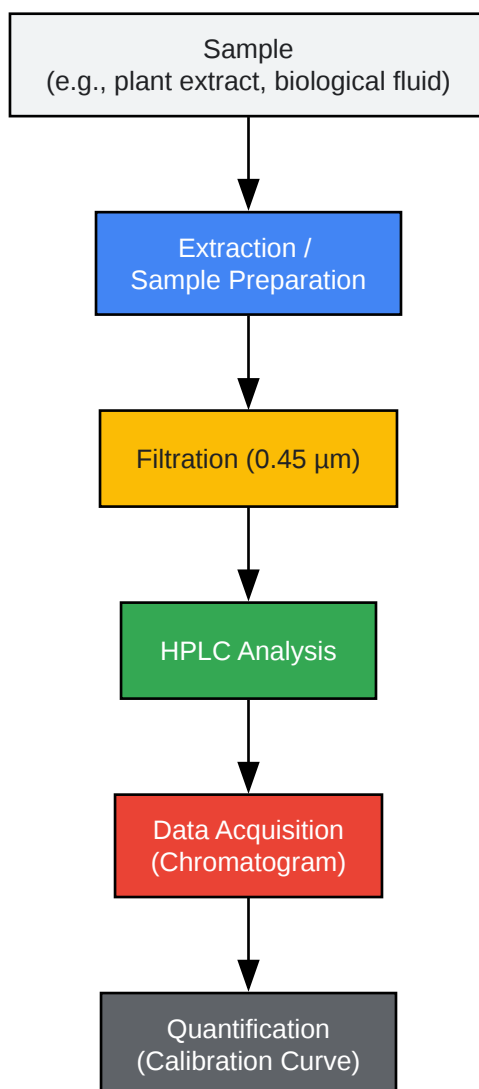 Sample
(e.g., plant extract, biological fluid)
Extraction /
Sample Preparation
Filtration (0.45 µm)
HPLC Analysis
Data Acquisition
(Chromatogram)
Quantification
(Calibration Curve)